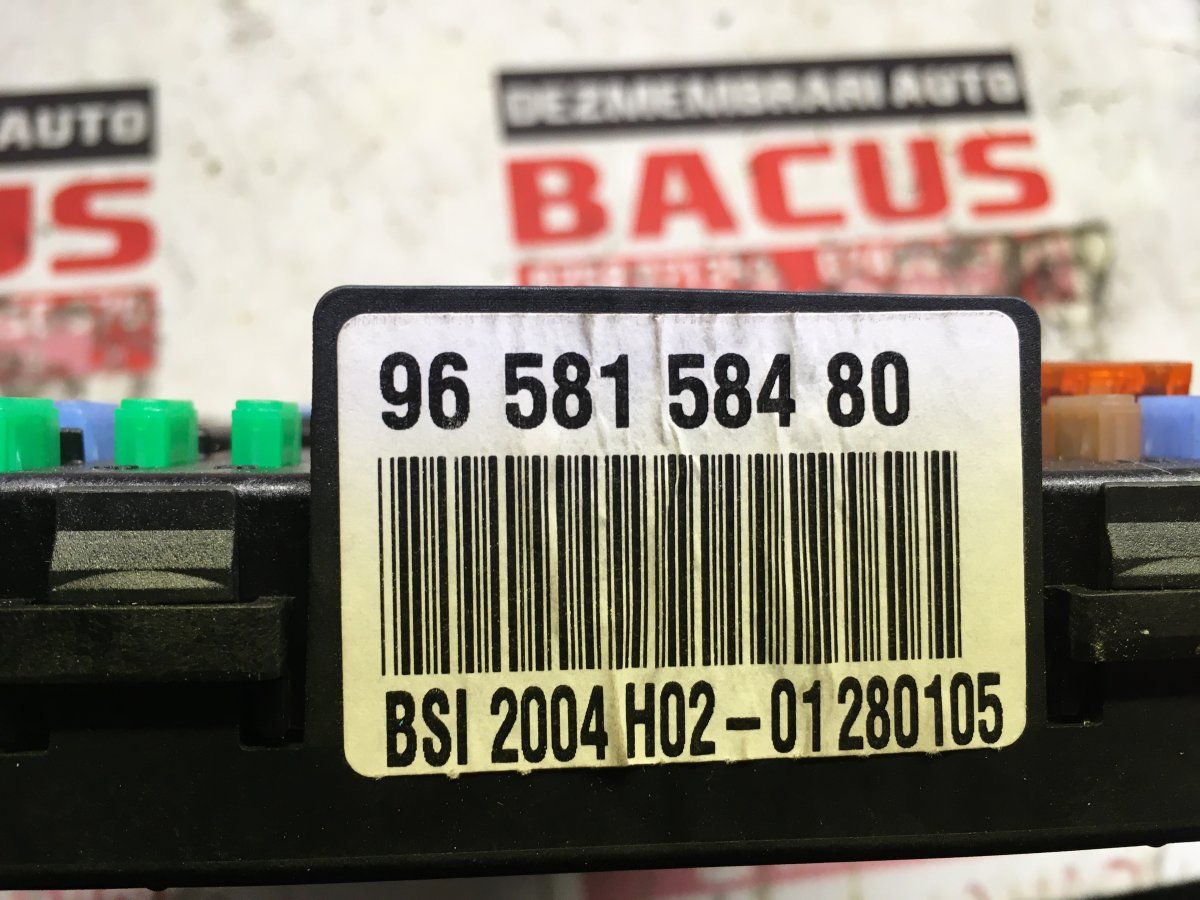 AUTO
US
DEZMEMBRARI AUTO
BACUS
96 581 584 80
BSI 2004 H02-01 280105